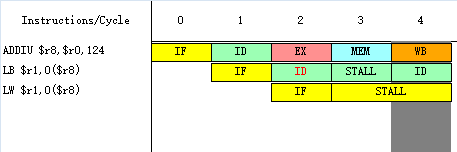 Instructions/Cycle 0 1 2 3 4
ADDIU $r8,$r0,124 IF ID EX MEM WB
LB $r1,0($r8) IF ID STALL ID
LW $r1,0($r8) IF STALL